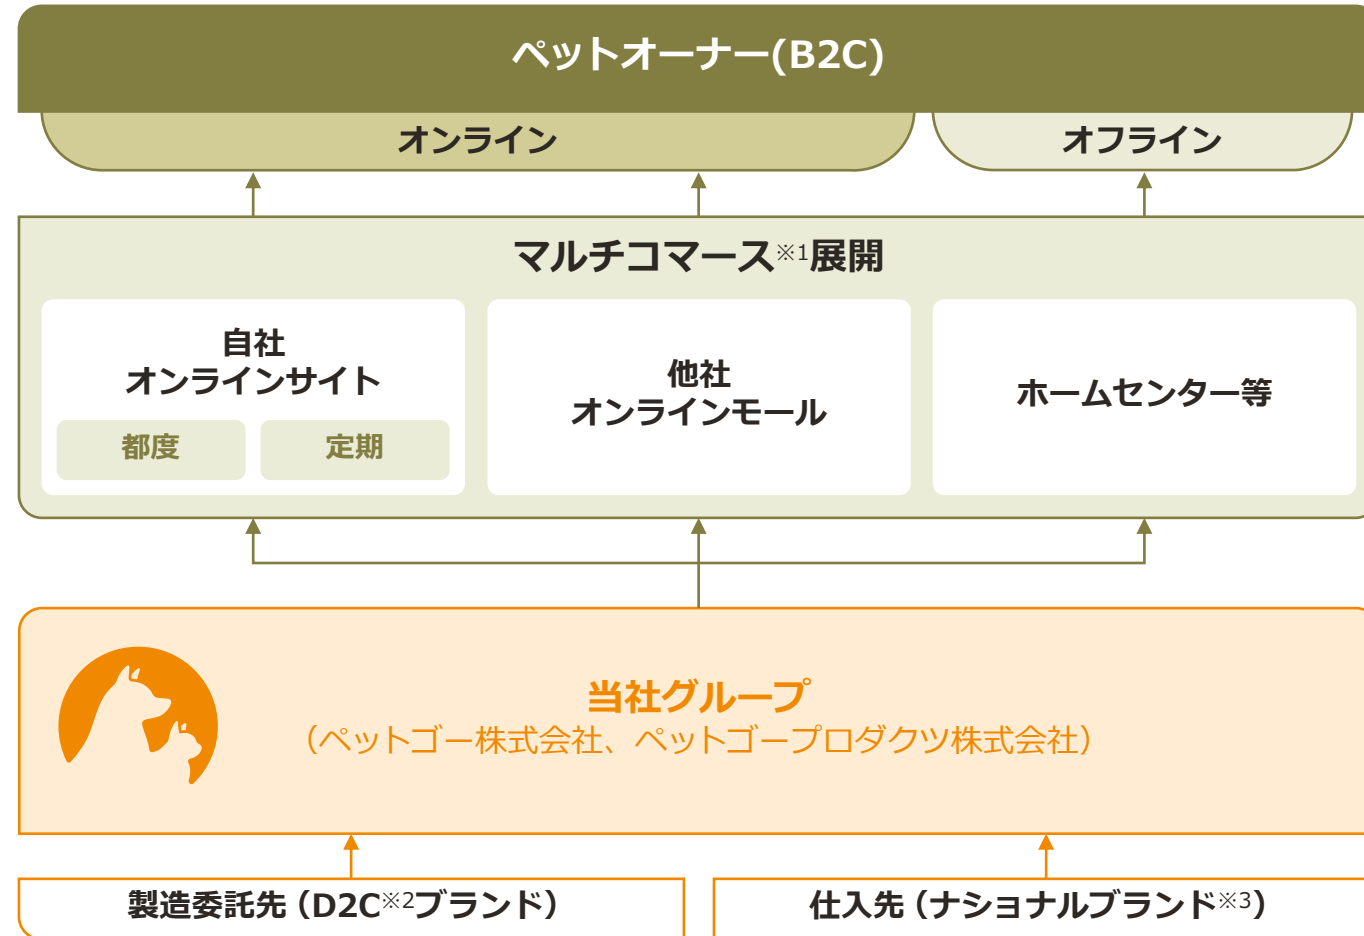 ペットオーナー(B2C)
オンライン
オフライン
マルチコマース※1展開
自社
オンラインサイト
都度
定期
他社
オンラインモール
ホームセンター等
当社グループ
（ペットゴー株式会社、ペットゴープロダクツ株式会社）
製造委託先（D2C※2ブランド）
仕入先（ナショナルブランド※3）